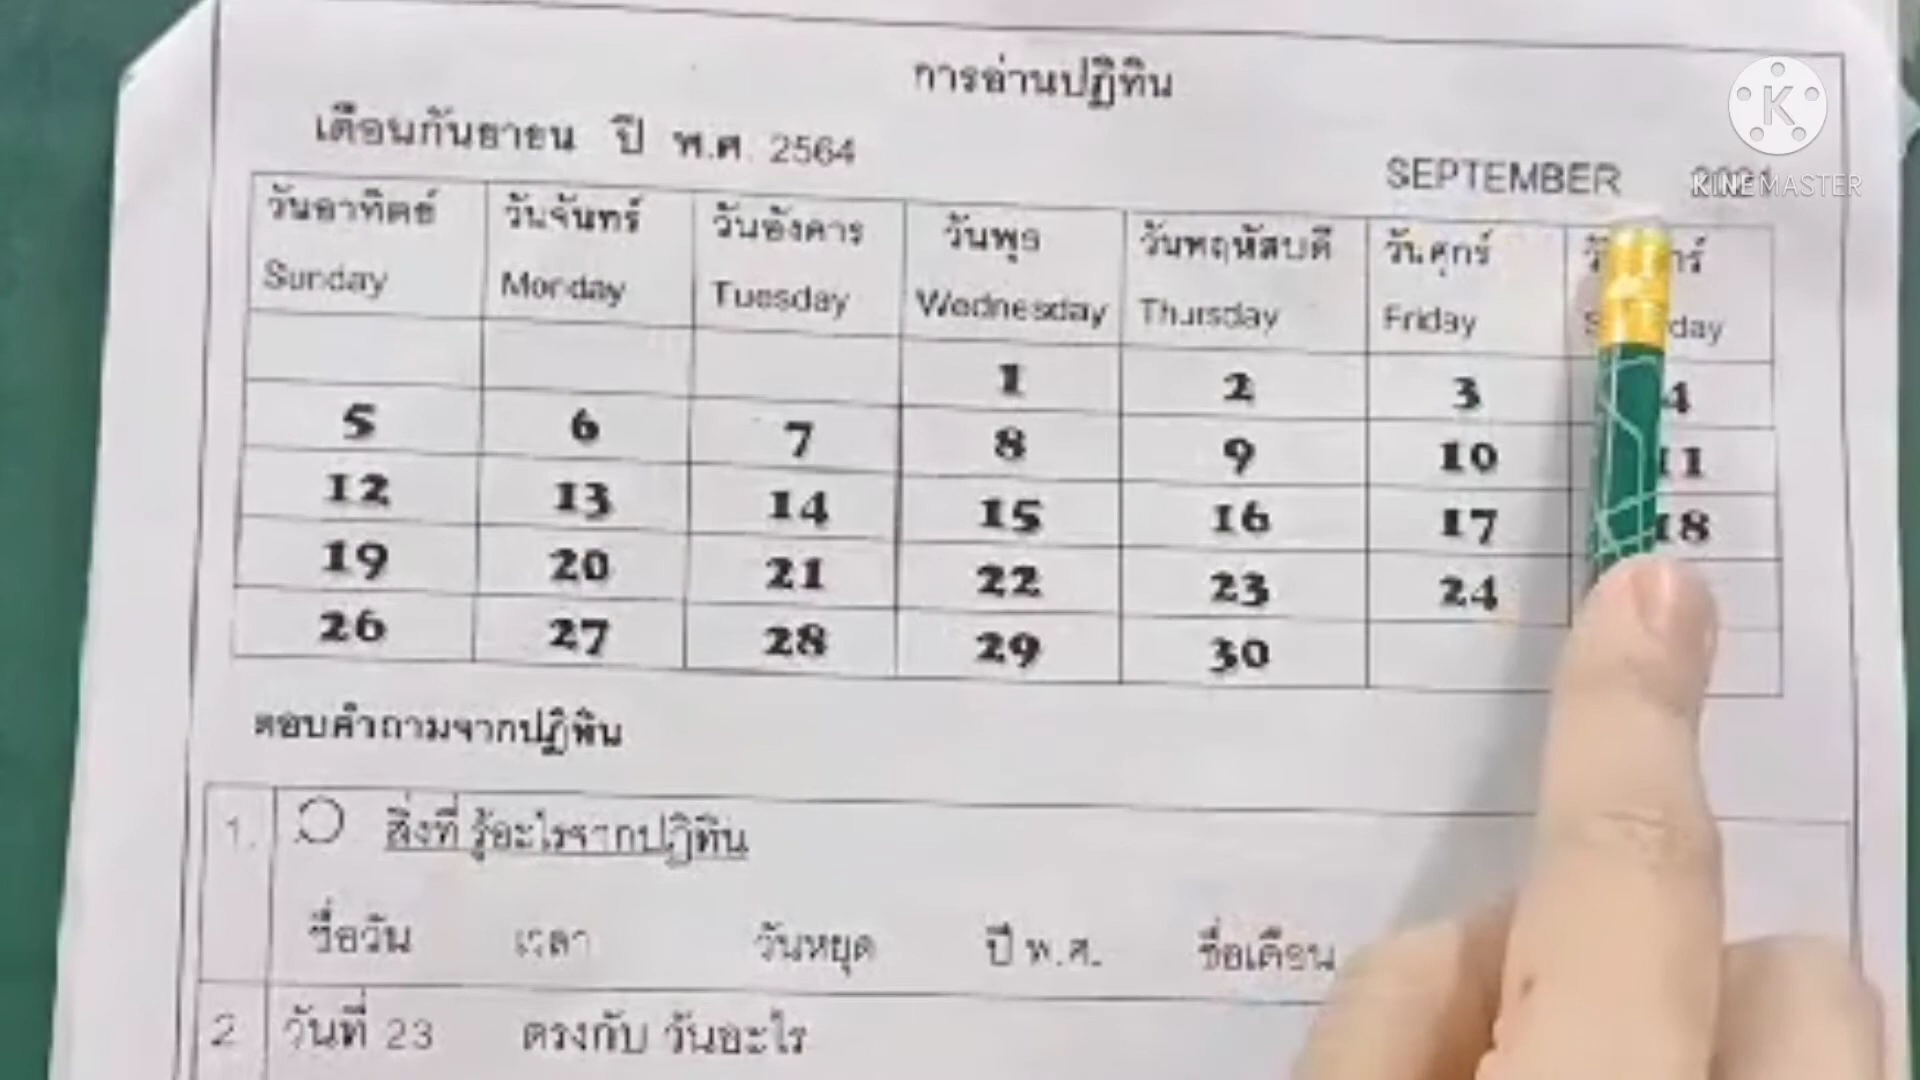 การอ่านปฏิทิน
เดือนกันยายน ปี พ.ศ. 2564
SEPTEMBER
KINEMASTER
วันอาทิตย์ วันจันทร์ วันอังคาร วันพุธ วันพฤหัสบดี วันศุกร์
Sunday Monday Tuesday Wednesday Thursday Friday
1 2 3 4
5 6 7 8 9 10 11
12 13 14 15 16 17 18
19 20 21 22 23 24
26 27 28 29 30
ตอบคำถามจากปฏิทิน
1. สิ่งที่ รู้อะไรจากปฏิทิน
ชื่อวัน เวลา วันหยุด ปี พ.ศ. ชื่อเดือน
2 วันที่ 23 ตรงกับ วันอะไร